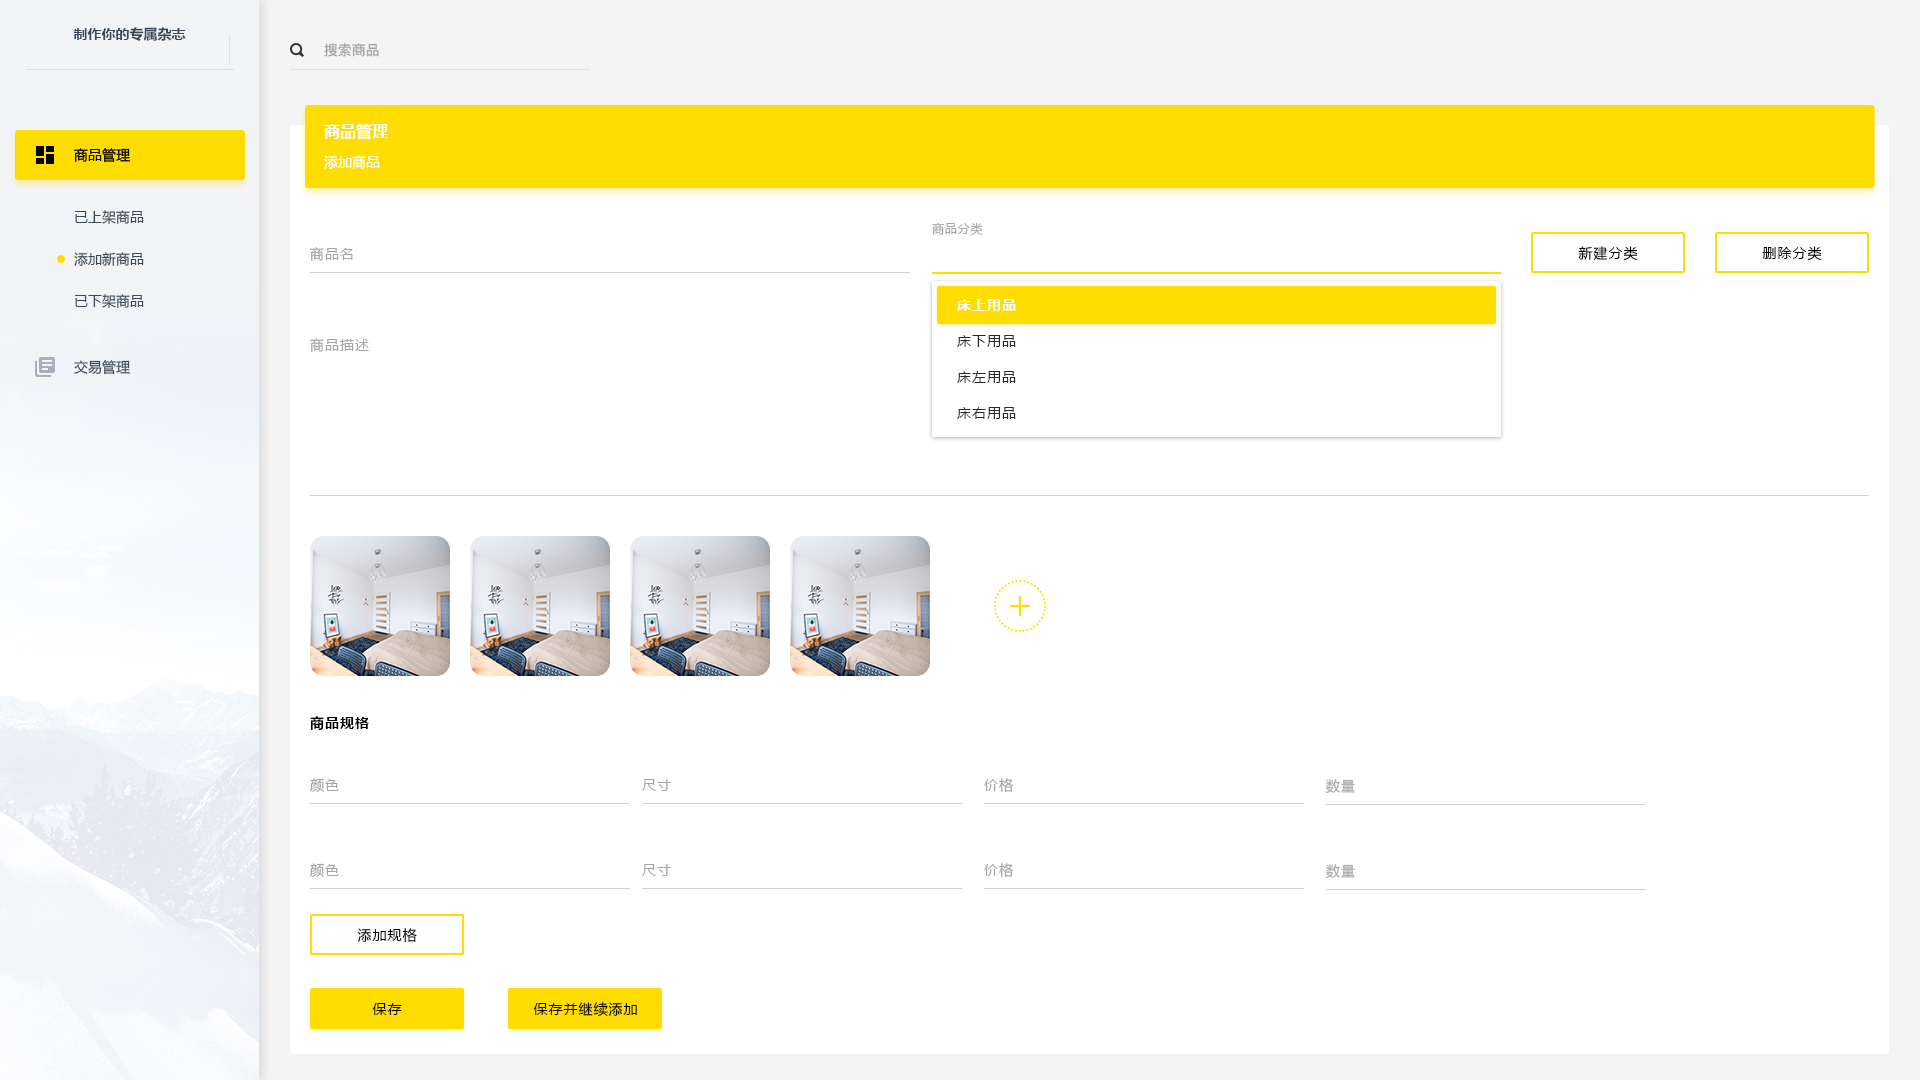 制作你的专属杂志
搜索商品
商品管理
添加商品
商品管理
已上架商品
添加新商品
已下架商品
交易管理
商品名
商品分类
新建分类
删除分类
床上用品
床下用品
床左用品
床右用品
商品描述
商品规格
颜色
尺寸
价格
数量
颜色
尺寸
价格
数量
添加规格
保存
保存并继续添加